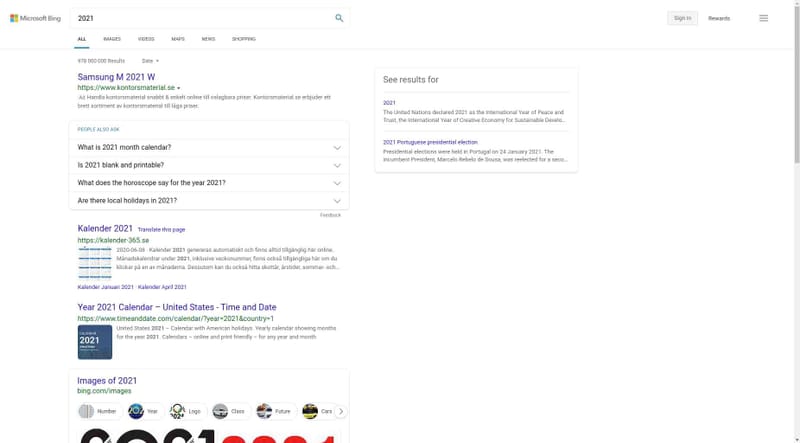 Microsoft Bing
2021
Sign in
Rewards
ALL
IMAGES
VIDEOS
MAPS
NEWS
SHOPPING
978 000 000 Results
Date
Samsung M 2021 W
https://www.kontorsmaterial.se
Ad Handla kontorsmaterial snabbt & enkelt online till oslagbara priser. Kontorsmaterial.se erbjuder ett
brett sortiment av kontorsmaterial till låga priser.
PEOPLE ALSO ASK
What is 2021 month calendar?
Is 2021 blank and printable?
What does the horoscope say for the year 2021?
Are there local holidays in 2021?
Feedback
Kalender 2021 Translate this page
https://kalender-365.se
2020-06-08 · Kalender 2021 genereras automatiskt och finns alltid tillgänglig här online.
Månadskalendrar under 2021, inklusive veckonummer, finns också tillgängliga här om du
klickar på en av månaderna. Dessutom kan du också hitta skottår, årstider, sommar- och...
Kalender Januari 2021 · Kalender April 2021
Year 2021 Calendar – United States - Time and Date
https://www.timeanddate.com/calendar/?year=2021&country=1
CALENDAR
2021
United States 2021 – Calendar with American holidays. Yearly calendar showing months
for the year 2021. Calendars – online and print friendly – for any year and month
Images of 2021
bing.com/images
Number
Year
Logo
Class
Future
Cars
2021
2021
See results for
2021
The United Nations declared 2021 as the International Year of Peace and
Trust, the International Year of Creative Economy for Sustainable Develo...
2021 Portuguese presidential election
Presidential elections were held in Portugal on 24 January 2021. The
incumbent President, Marcelo Rebelo de Sousa, was reelected for a seco...